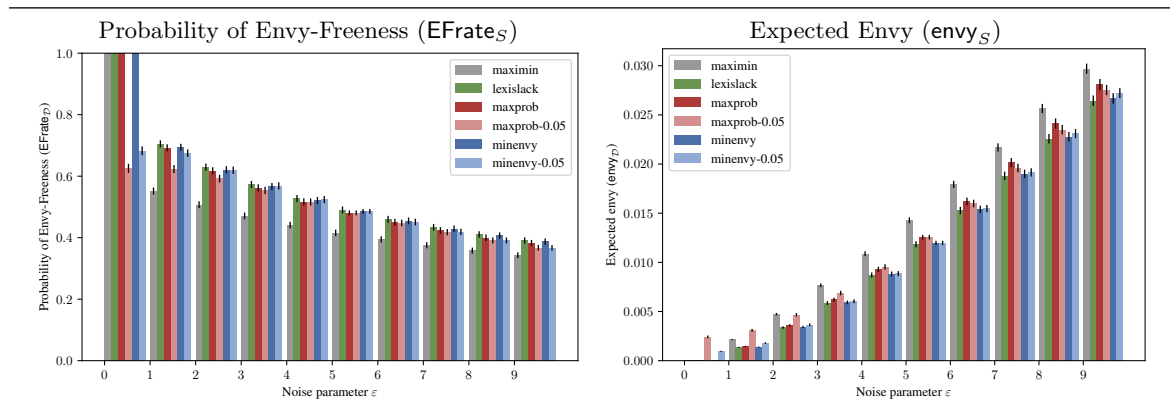 Probability of Envy-Freeness (EFrate_S)
1.0
0.8
0.6
0.4
0.2
0.0
Probability of Envy-Freeness (EFrate_D)
maximin
lexislack
maxprob
maxprob-0.05
minenvy
minenvy-0.05
0 1 2 3 4 5 6 7 8 9
Noise parameter ε
Expected Envy (envy_S)
0.030
0.025
0.020
0.015
0.010
0.005
0.000
Expected envy (envy_D)
maximin
lexislack
maxprob
maxprob-0.05
minenvy
minenvy-0.05
0 1 2 3 4 5 6 7 8 9
Noise parameter ε